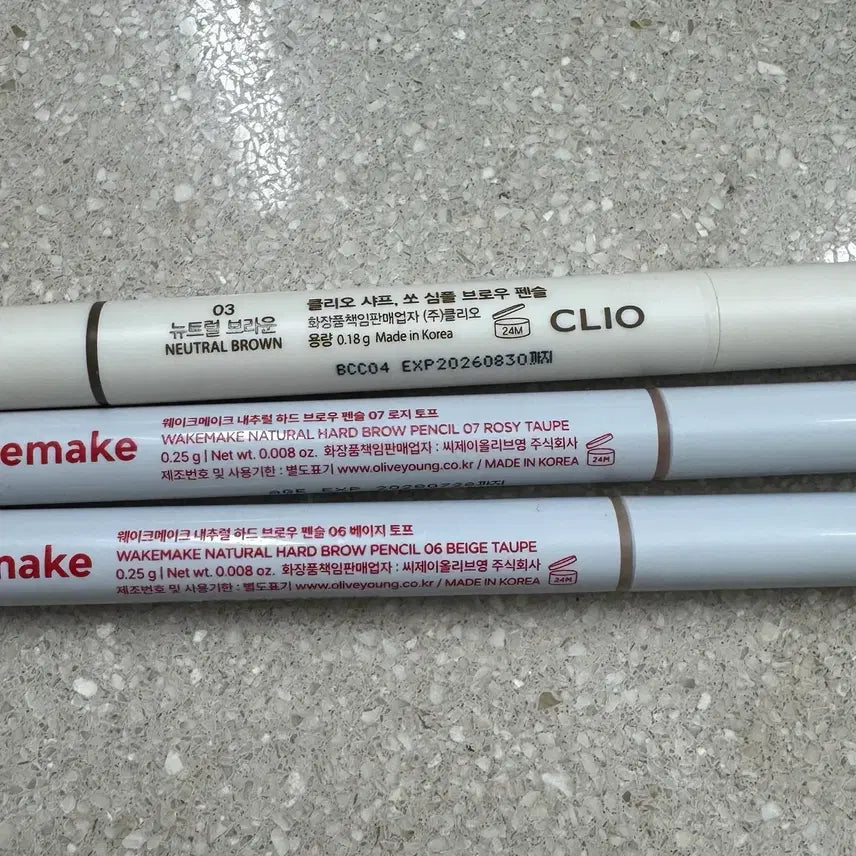 03
뉴트럴 브라운
NEUTRAL BROWN
클리오 샤프, 쏘 심플 브로우 펜슬
화장품책임판매업자 (주)클리오
용량 0.18 g Made in Korea
24M
CLIO
BCC04 EXP20260830까지
emake
웨이크메이크 내추럴 하드 브로우 펜슬 07 로지 토프
WAKEMAKE NATURAL HARD BROW PENCIL 07 ROSY TAUPE
0.25 g | Net wt. 0.008 oz. 화장품책임판매업자 : 씨제이올리브영 주식회사
제조번호 및 사용기한 : 별도표기 www.oliveyoung.co.kr / MADE IN KOREA
24M
make
웨이크메이크 내추럴 하드 브로우 펜슬 06 베이지 토프
WAKEMAKE NATURAL HARD BROW PENCIL 06 BEIGE TAUPE
0.25 g | Net wt. 0.008 oz. 화장품책임판매업자 : 씨제이올리브영 주식회사
제조번호 및 사용기한 : 별도표기 www.oliveyoung.co.kr / MADE IN KOREA
24M